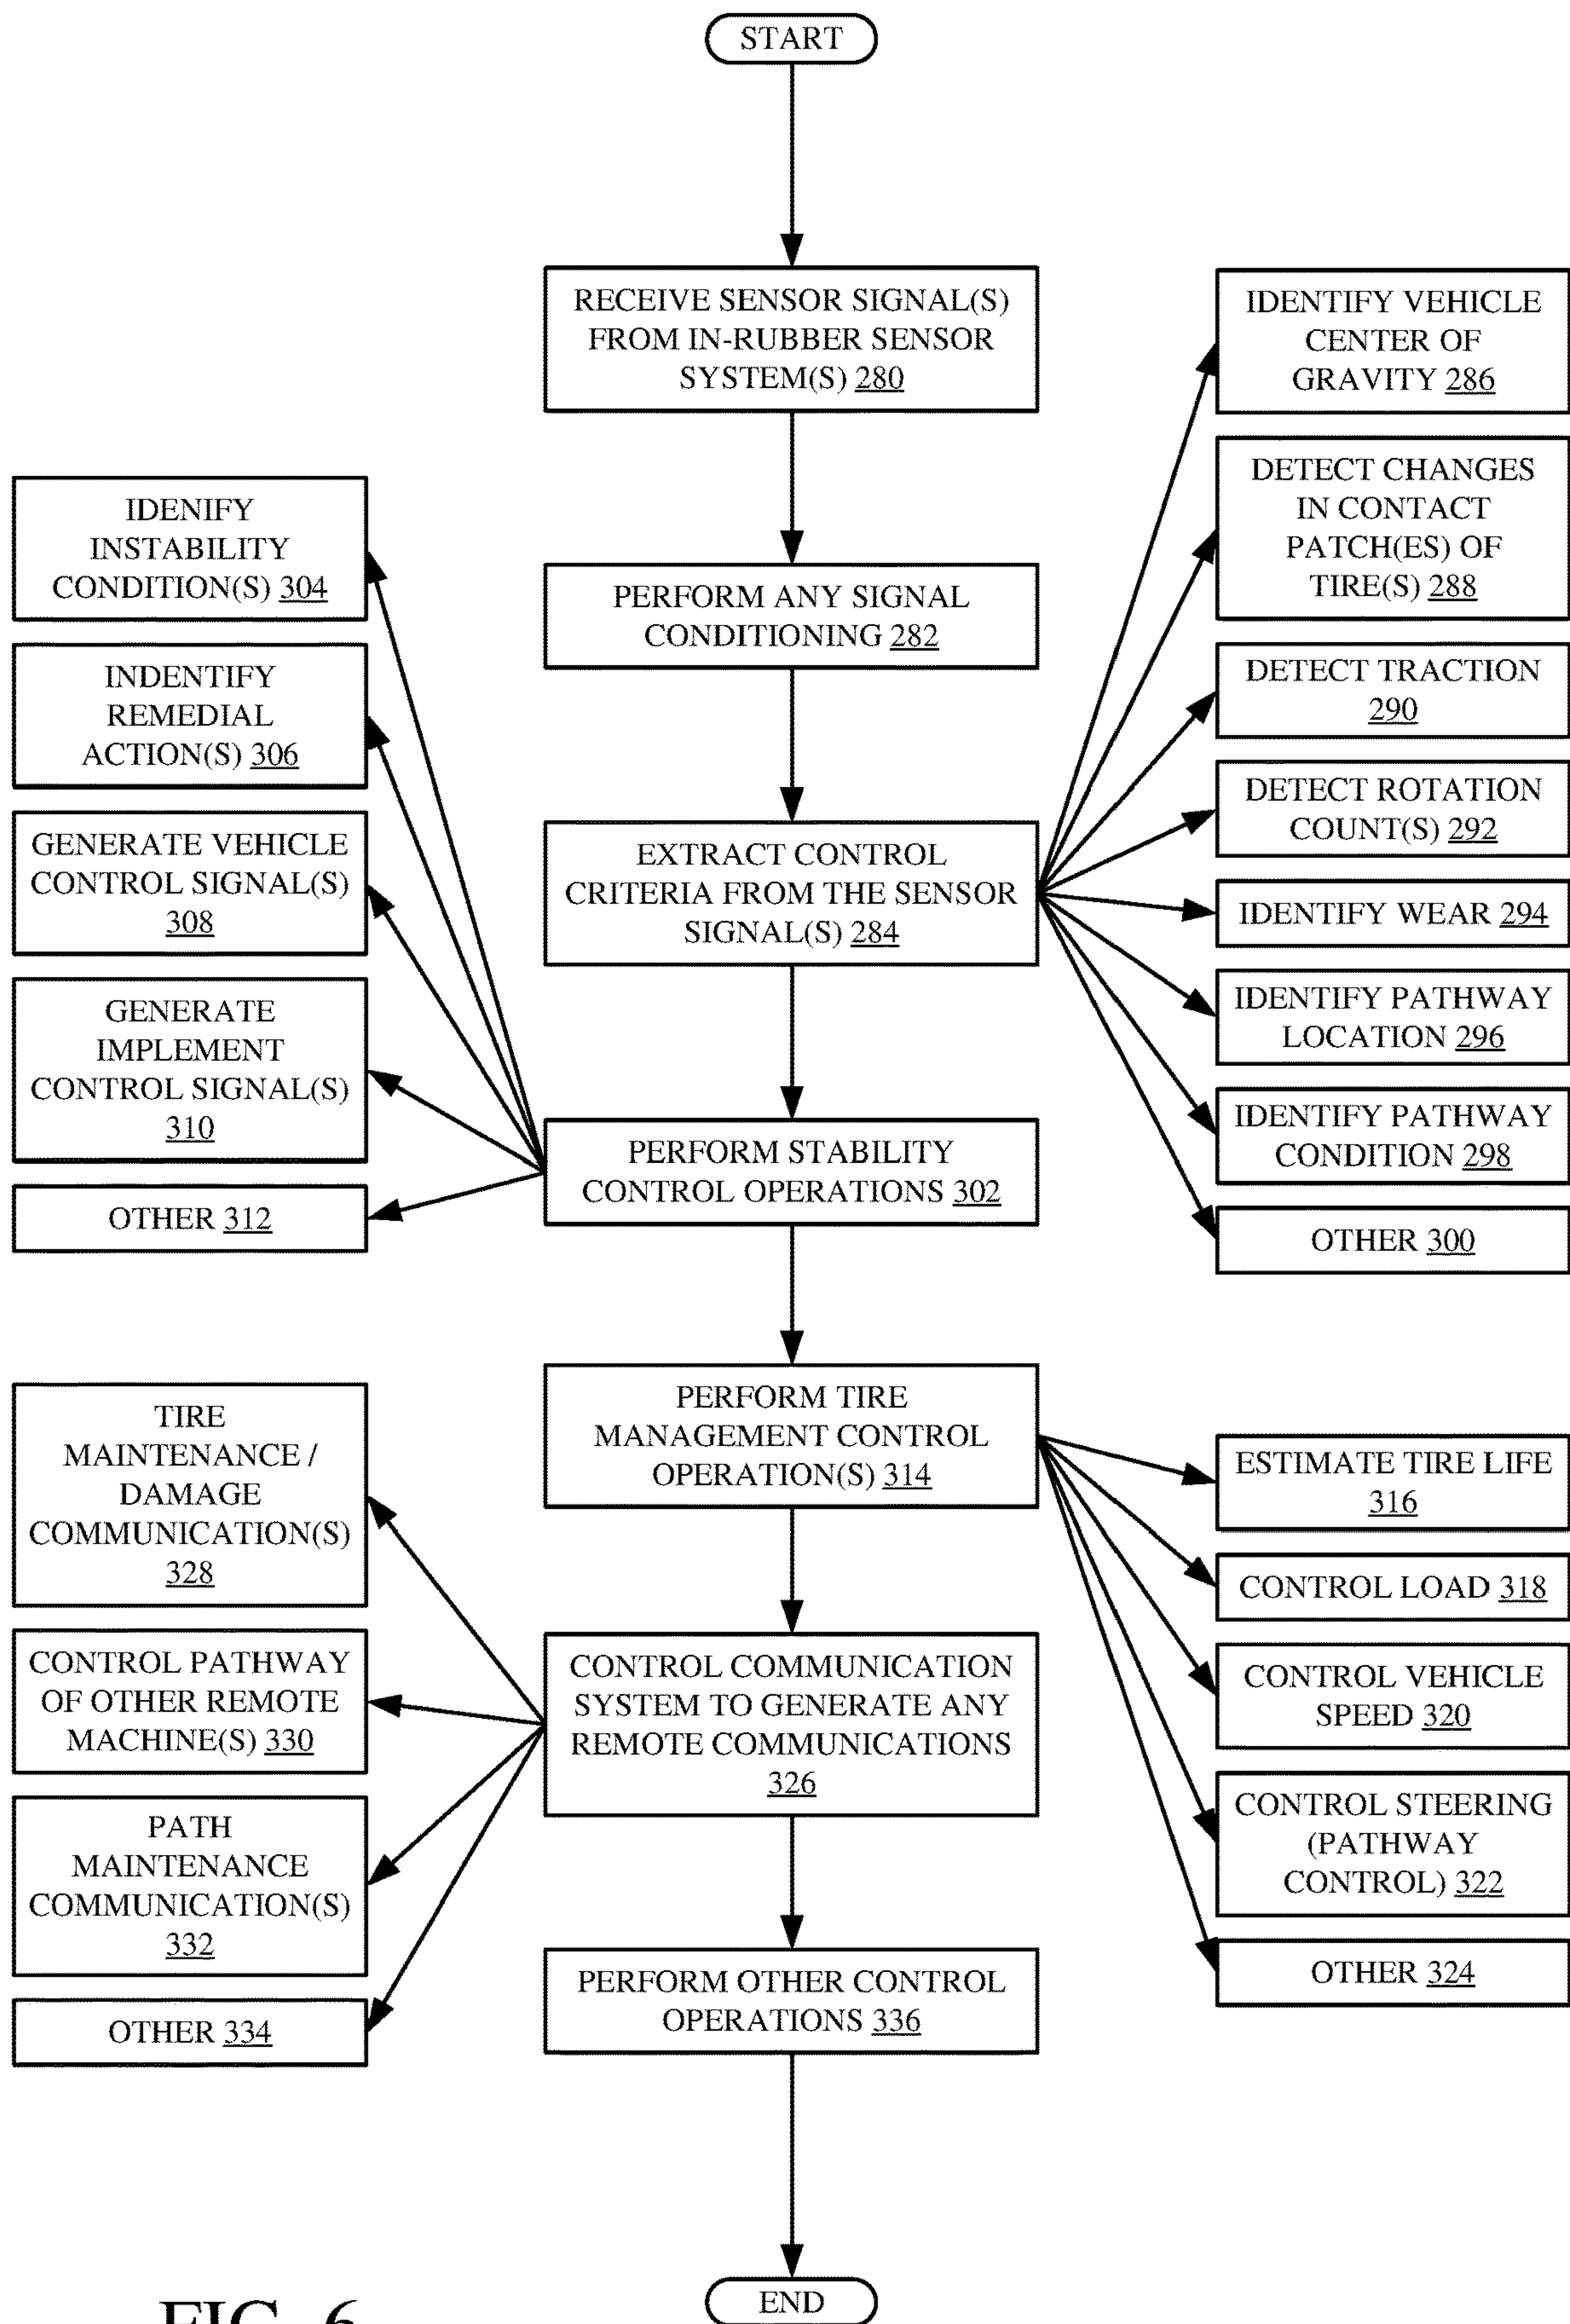 START
RECEIVE SENSOR SIGNAL(S)
FROM IN-RUBBER SENSOR
SYSTEM(S) 280
PERFORM ANY SIGNAL
CONDITIONING 282
EXTRACT CONTROL
CRITERIA FROM THE SENSOR
SIGNAL(S) 284
IDENTIFY VEHICLE
CENTER OF
GRAVITY 286
DETECT CHANGES
IN CONTACT
PATCH(ES) OF
TIRE(S) 288
DETECT TRACTION
290
DETECT ROTATION
COUNT(S) 292
IDENTIFY WEAR 294
IDENTIFY PATHWAY
LOCATION 296
IDENTIFY PATHWAY
CONDITION 298
OTHER 300
PERFORM STABILITY
CONTROL OPERATIONS 302
IDENIFY
INSTABILITY
CONDITION(S) 304
INDENTIFY
REMEDIAL
ACTION(S) 306
GENERATE VEHICLE
CONTROL SIGNAL(S)
308
GENERATE
IMPLEMENT
CONTROL SIGNAL(S)
310
OTHER 312
PERFORM TIRE
MANAGEMENT CONTROL
OPERATION(S) 314
ESTIMATE TIRE LIFE
316
CONTROL LOAD 318
CONTROL VEHICLE
SPEED 320
CONTROL STEERING
(PATHWAY
CONTROL) 322
OTHER 324
CONTROL COMMUNICATION
SYSTEM TO GENERATE ANY
REMOTE COMMUNICATIONS
326
TIRE
MAINTENANCE /
DAMAGE
COMMUNICATION(S)
328
CONTROL PATHWAY
OF OTHER REMOTE
MACHINE(S) 330
PATH
MAINTENANCE
COMMUNICATION(S)
332
OTHER 334
PERFORM OTHER CONTROL
OPERATIONS 336
END
FIG. 6